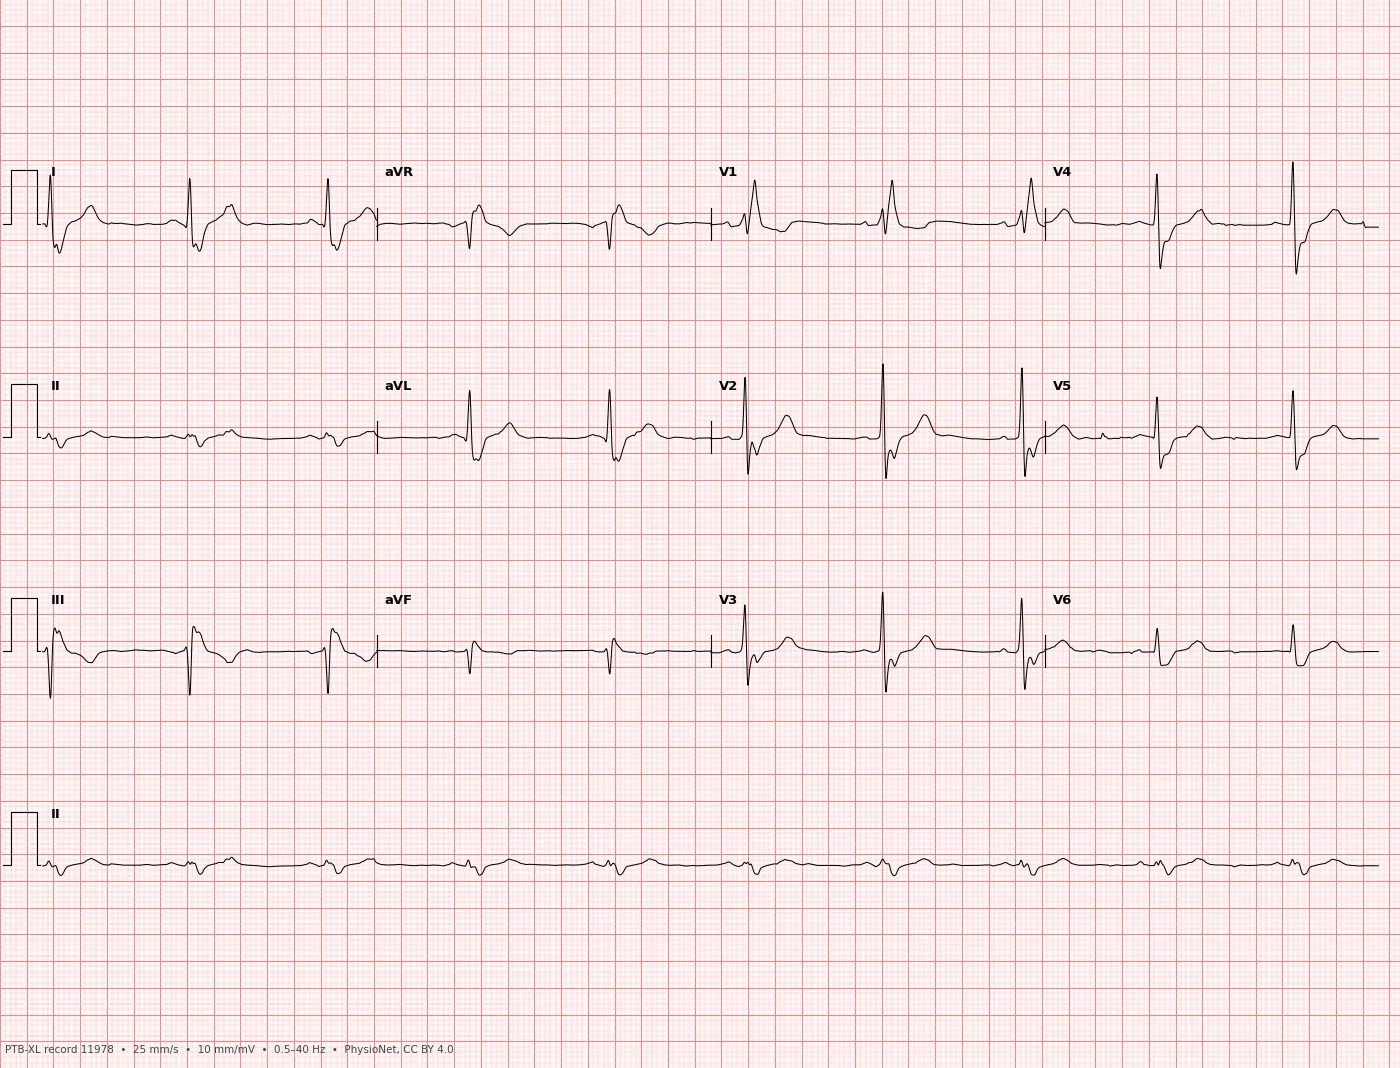 I aVR V1 V4
II aVL V2 V5
III aVF V3 V6
II
PTB-XL record 11978 • 25 mm/s • 10 mm/mV • 0.5–40 Hz • PhysioNet, CC BY 4.0